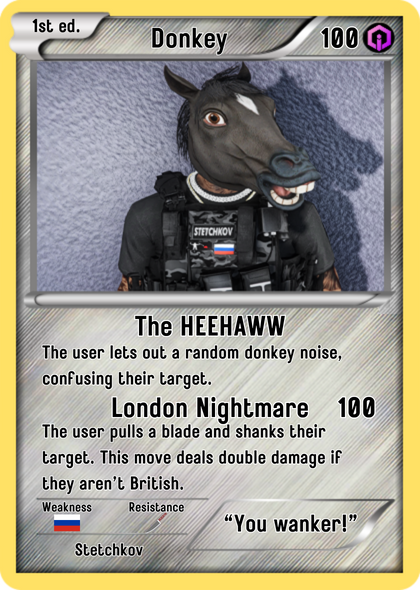 1st ed.
Donkey
100
STETCHKOV
The HEEHAWW
The user lets out a random donkey noise,
confusing their target.
London Nightmare 100
The user pulls a blade and shanks their
target. This move deals double damage if
they aren't British.
Weakness
Resistance
Stetchkov
“You wanker!”